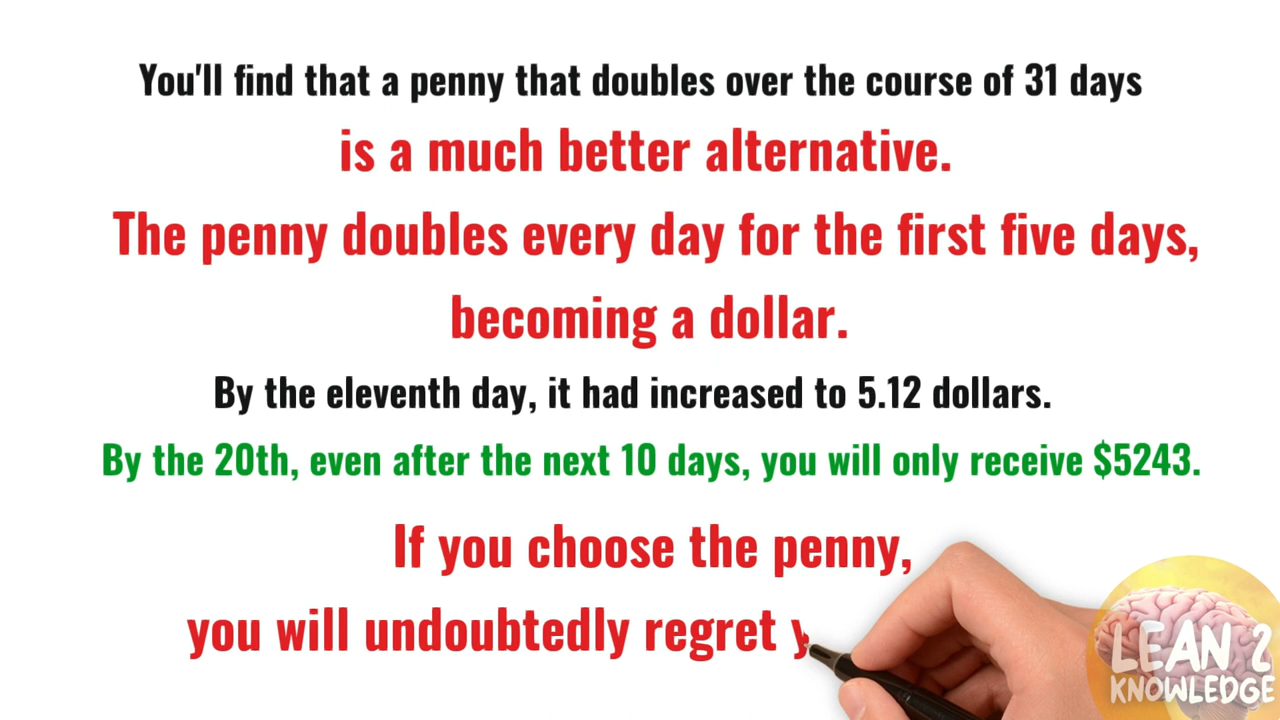 You'll find that a penny that doubles over the course of 31 days
is a much better alternative.
The penny doubles every day for the first five days,
becoming a dollar.
By the eleventh day, it had increased to 5.12 dollars.
By the 20th, even after the next 10 days, you will only receive $5243.
If you choose the penny,
you will undoubtedly regret y
LEAN 2
KNOWLEDGE